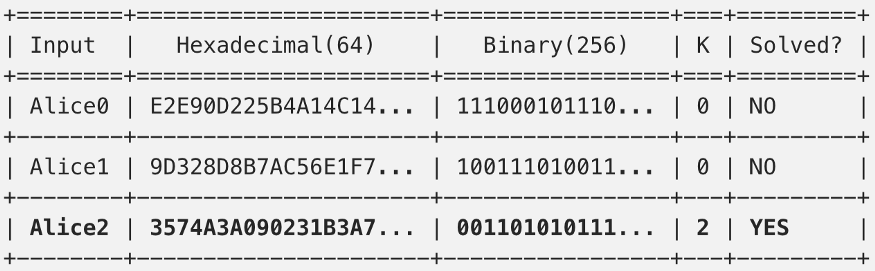 +========+======================+=================+===+=========+
| Input  |   Hexadecimal(64)    |   Binary(256)   | K | Solved? |
+========+======================+=================+===+=========+
| Alice0 | E2E90D225B4A14C14... | 111000101110... | 0 | NO      |
+--------+----------------------+-----------------+---+---------+
| Alice1 | 9D328D8B7AC56E1F7... | 100111010011... | 0 | NO      |
+--------+----------------------+-----------------+---+---------+
| Alice2 | 3574A3A090231B3A7... | 001101010111... | 2 | YES     |
+--------+----------------------+-----------------+---+---------+